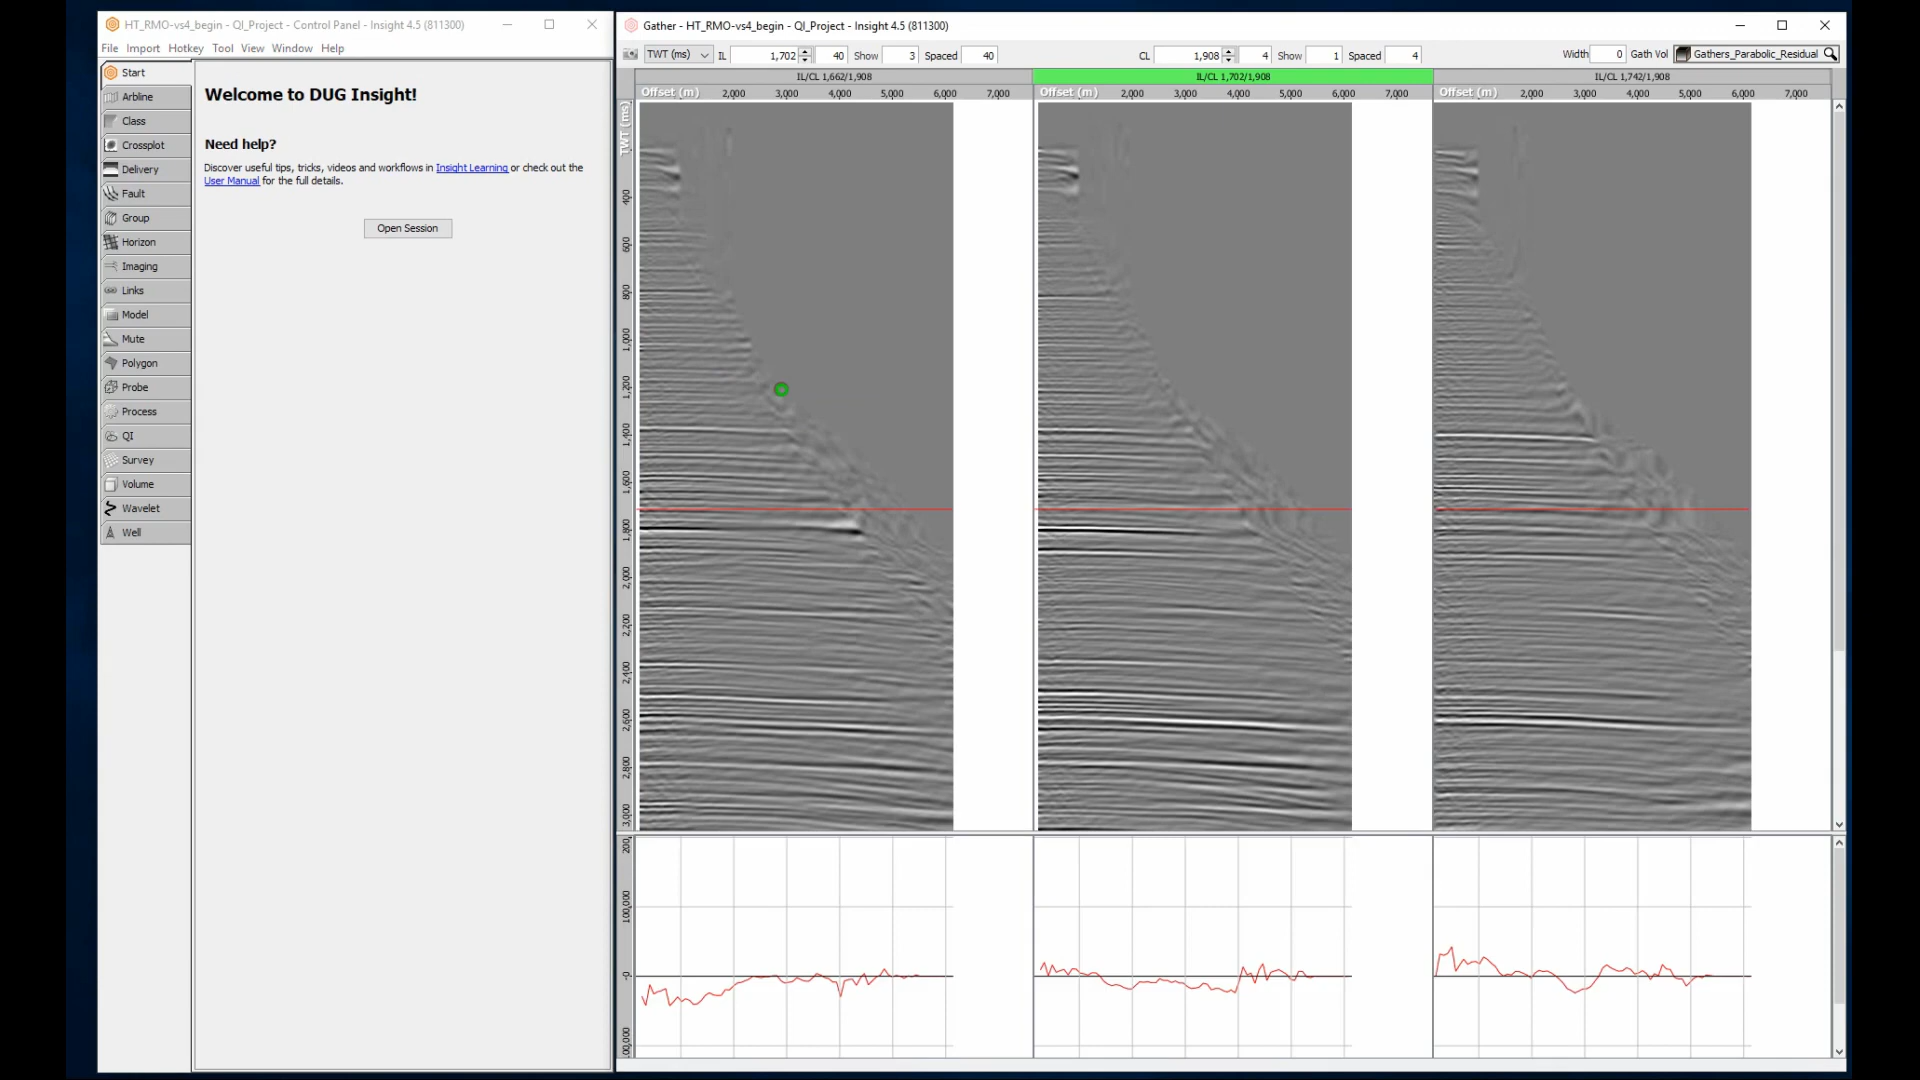 HT_RMO-vs4_begin - QI_Project - Control Panel - Insight 4.5 (811300)
File Import Hotkey Tool View Window Help
Start
Arbline
Class
Crossplot
Delivery
Fault
Group
Horizon
Imaging
Links
Model
Mute
Polygon
Probe
Process
QI
Survey
Volume
Wavelet
Well
Welcome to DUG Insight!
Need help?
Discover useful tips, tricks, videos and workflows in Insight Learning or check out the
User Manual for the full details.
Open Session
Gather - HT_RMO-vs4_begin - QI_Project - Insight 4.5 (811300)
TWT (ms) IL 1,702 40 Show 3 Spaced 40 CL 1,908 4 Show 1 Spaced 4 Width 0 Gath Vol Gathers_Parabolic_Residual
IL/CL 1,662/1,908 IL/CL 1,702/1,908 IL/CL 1,742/1,908
Offset (m) 2,000 3,000 4,000 5,000 6,000 7,000 Offset (m) 2,000 3,000 4,000 5,000 6,000 7,000 Offset (m) 2,000 3,000 4,000 5,000 6,000 7,000
TWT (ms)
400
600
800
1,000
1,200
1,400
1,600
1,800
2,000
2,200
2,400
2,600
2,800
3,000
100,000
-0